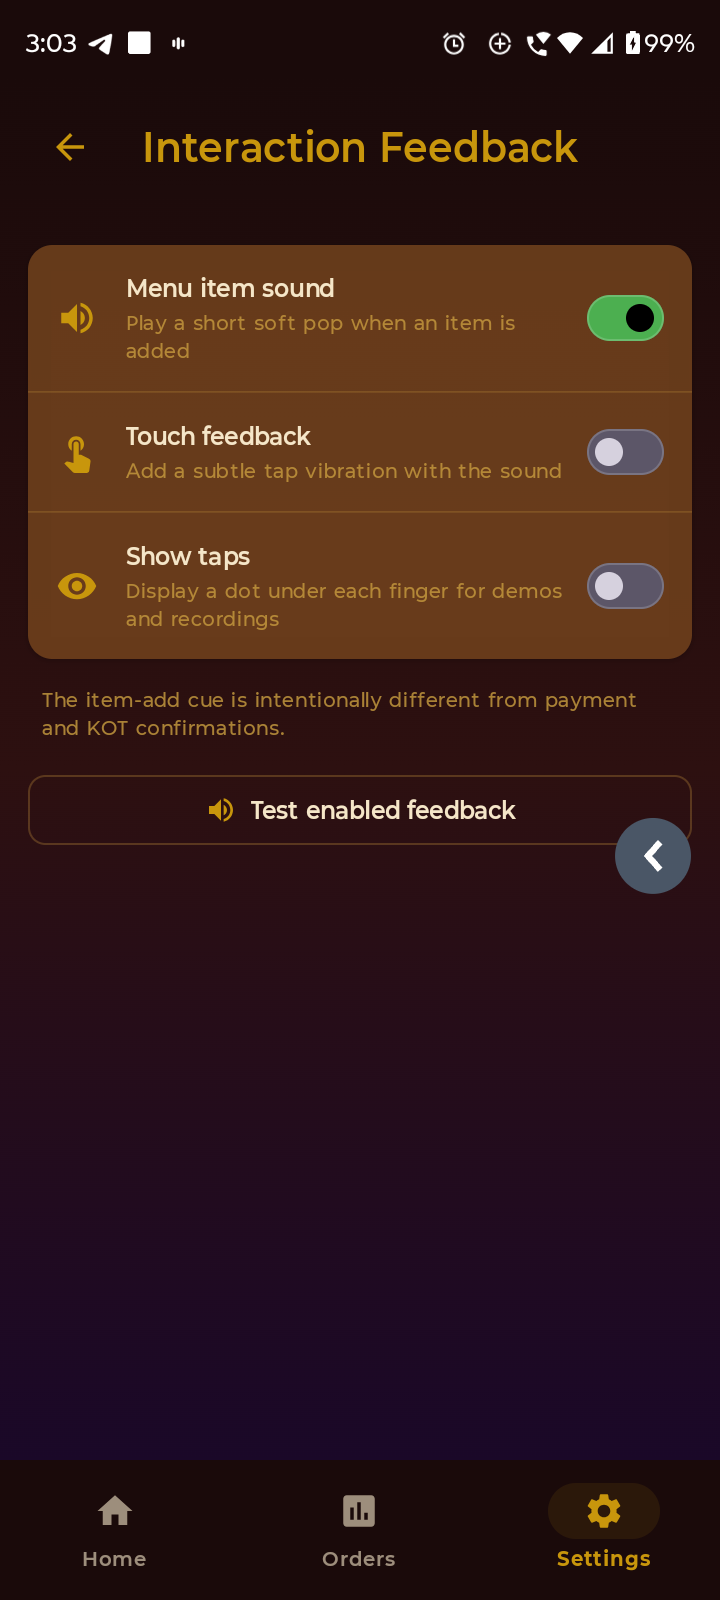 3:03
99%
Interaction Feedback
Menu item sound
Play a short soft pop when an item is
added
Touch feedback
Add a subtle tap vibration with the sound
Show taps
Display a dot under each finger for demos
and recordings
The item-add cue is intentionally different from payment
and KOT confirmations.
Test enabled feedback
Home
Orders
Settings